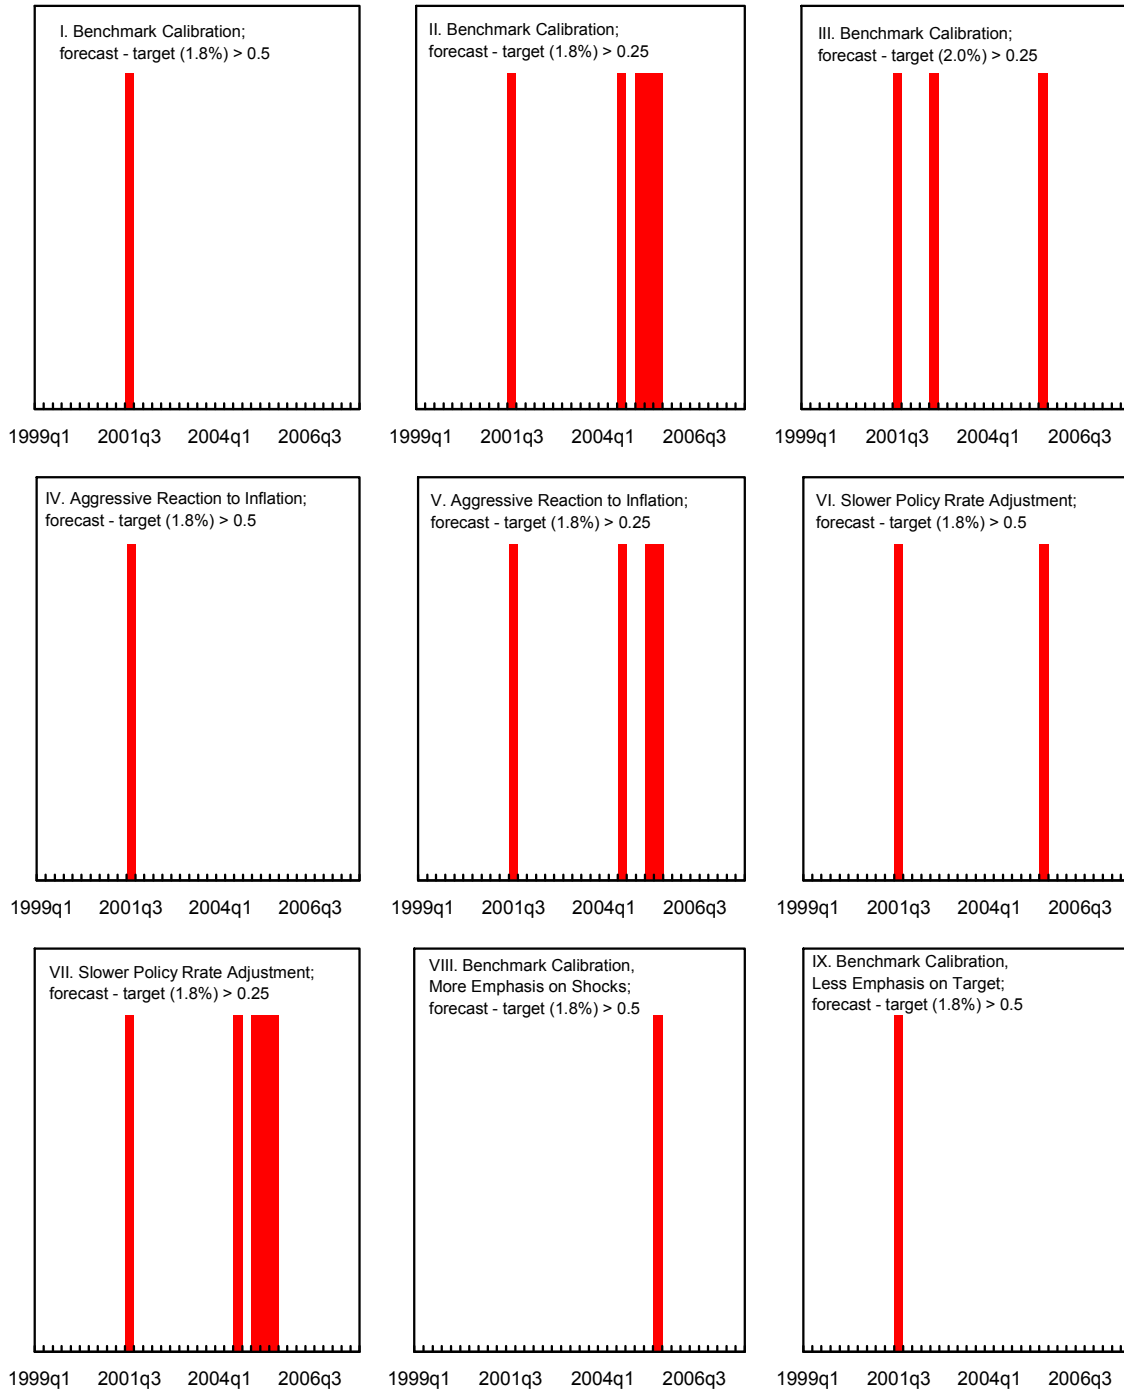 I. Benchmark Calibration;
forecast - target (1.8%) > 0.5
II. Benchmark Calibration;
forecast - target (1.8%) > 0.25
III. Benchmark Calibration;
forecast - target (2.0%) > 0.25
1999q1 2001q3 2004q1 2006q3
1999q1 2001q3 2004q1 2006q3
1999q1 2001q3 2004q1 2006q3
IV. Aggressive Reaction to Inflation;
forecast - target (1.8%) > 0.5
V. Aggressive Reaction to Inflation;
forecast - target (1.8%) > 0.25
VI. Slower Policy Rrate Adjustment;
forecast - target (1.8%) > 0.5
1999q1 2001q3 2004q1 2006q3
1999q1 2001q3 2004q1 2006q3
1999q1 2001q3 2004q1 2006q3
VII. Slower Policy Rrate Adjustment;
forecast - target (1.8%) > 0.25
VIII. Benchmark Calibration,
More Emphasis on Shocks;
forecast - target (1.8%) > 0.5
IX. Benchmark Calibration,
Less Emphasis on Target;
forecast - target (1.8%) > 0.5
1999q1 2001q3 2004q1 2006q3
1999q1 2001q3 2004q1 2006q3
1999q1 2001q3 2004q1 2006q3